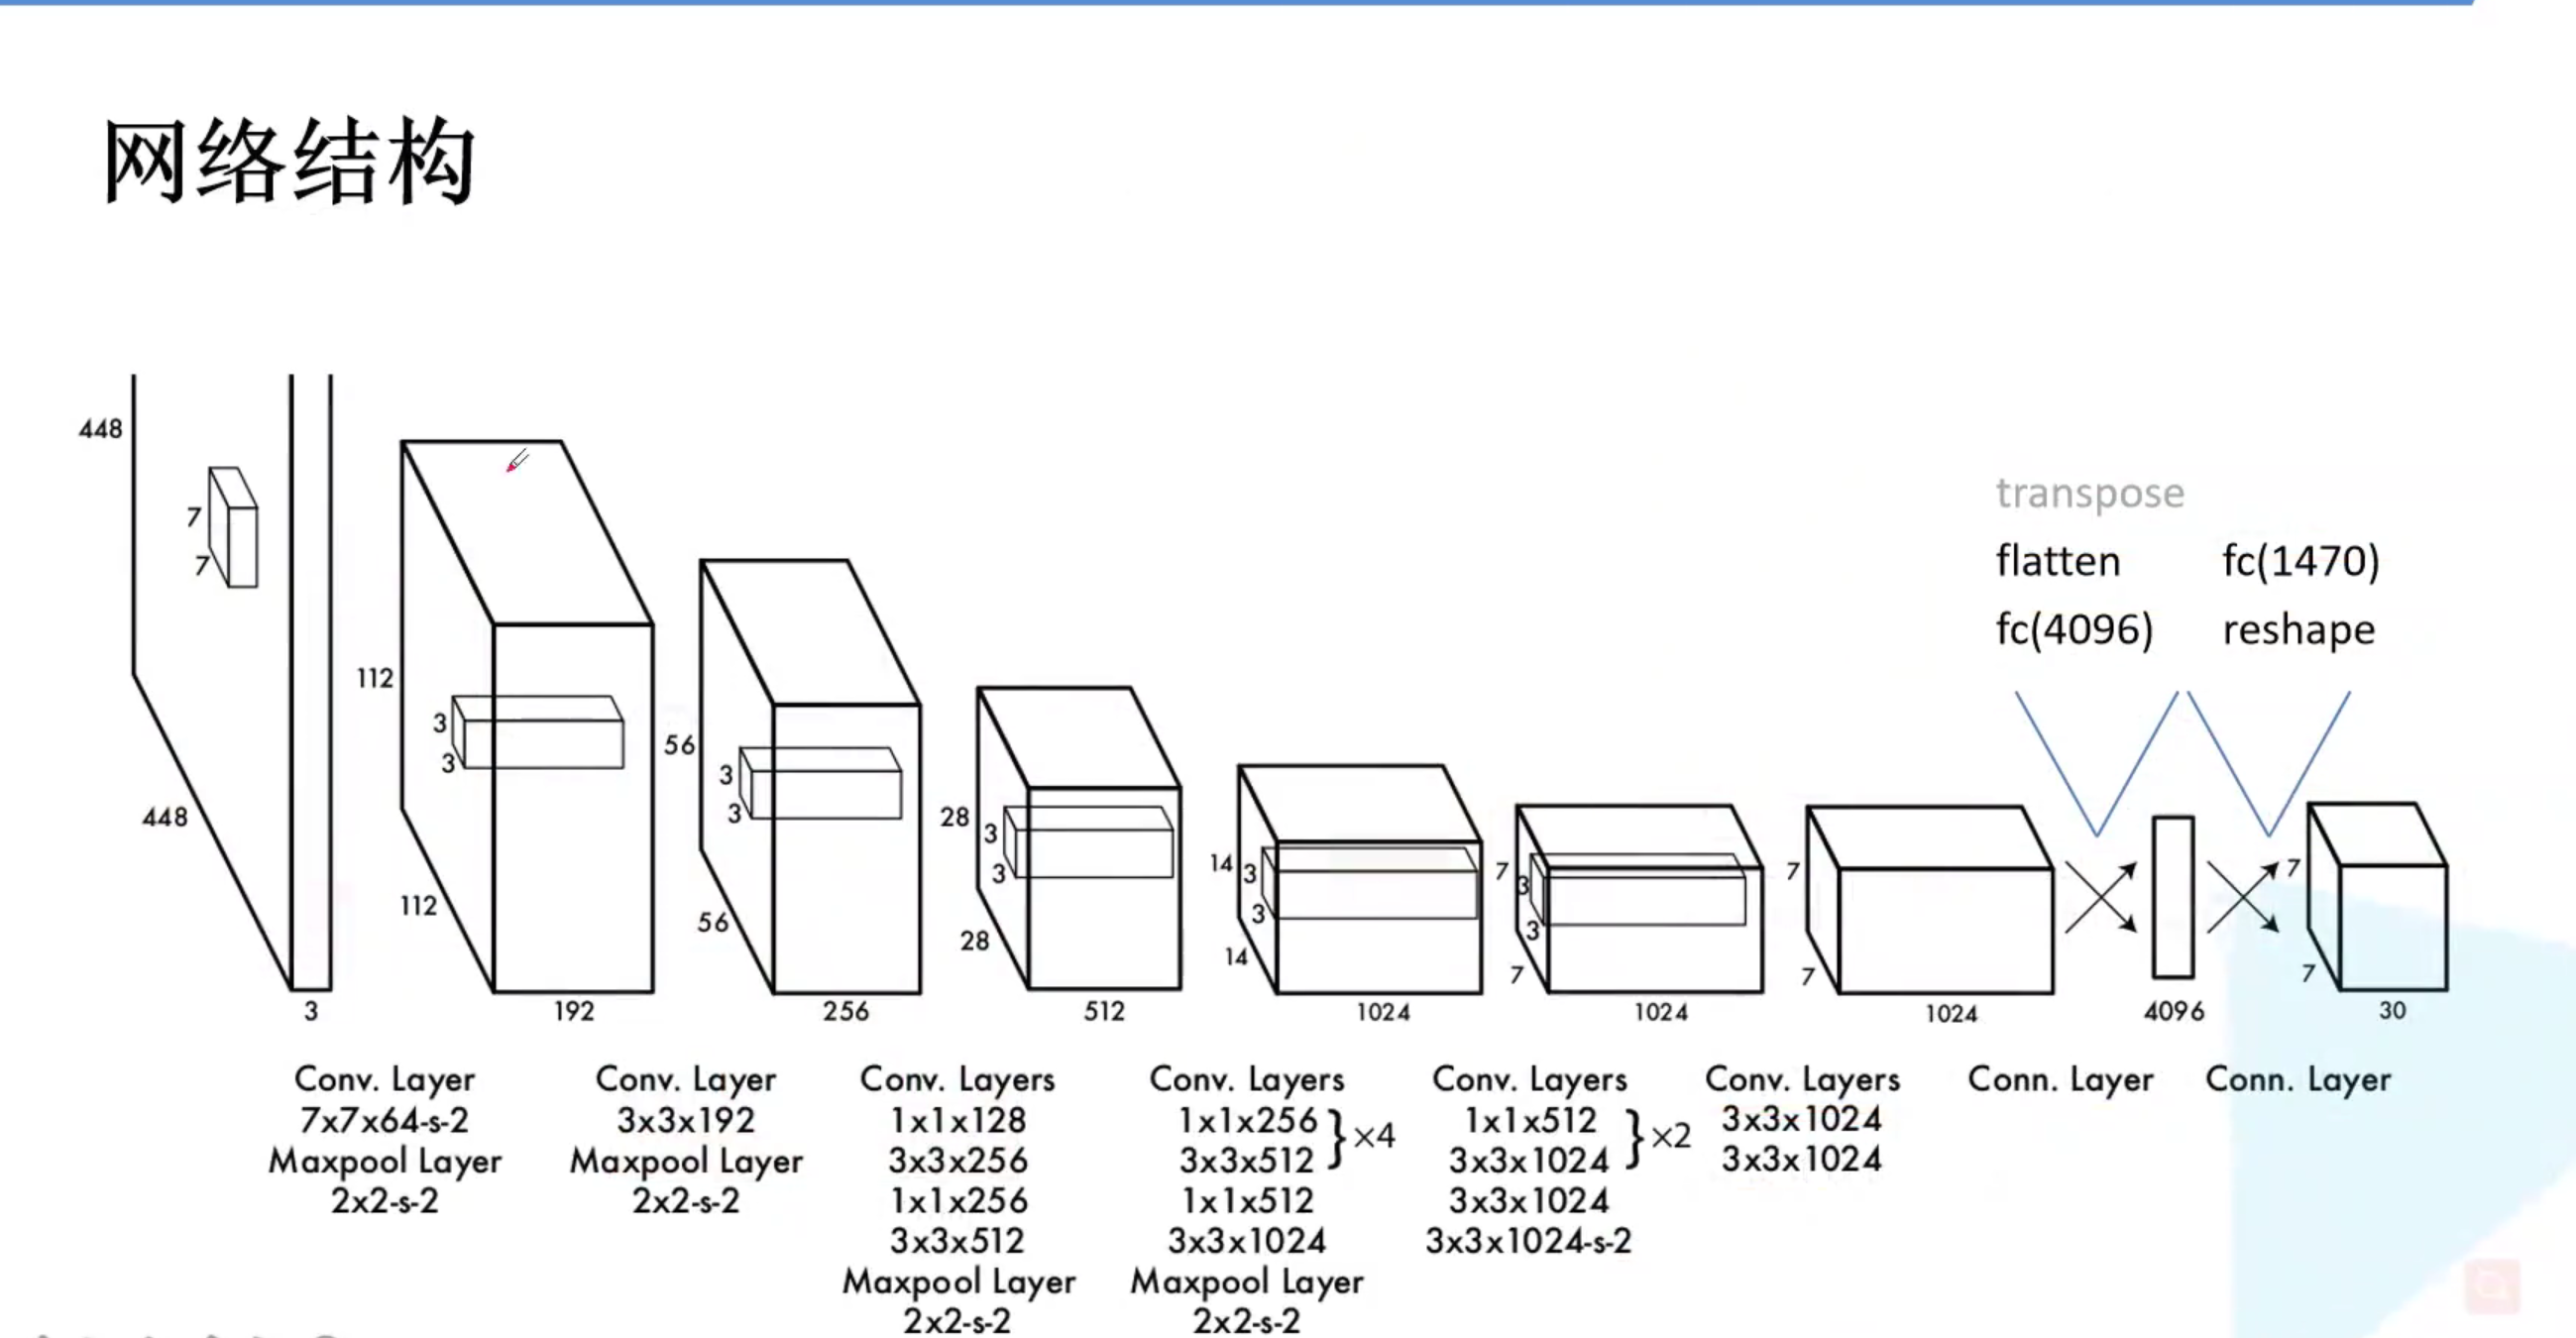 网络结构
448
7
7
448
3
112
3
3
112
192
56
3
3
56
256
28
3
3
28
512
14
3
3
14
1024
7
3
3
7
1024
7
7
1024
transpose
flatten
fc(4096)
fc(1470)
reshape
4096
7
7
30
Conv. Layer
7x7x64-s-2
Maxpool Layer
2x2-s-2
Conv. Layer
3x3x192
Maxpool Layer
2x2-s-2
Conv. Layers
1x1x128
3x3x256
1x1x256
3x3x512
Maxpool Layer
2x2-s-2
Conv. Layers
1x1x256
3x3x512
}×4
1x1x512
3x3x1024
Maxpool Layer
2x2-s-2
Conv. Layers
1x1x512
3x3x1024
}×2
3x3x1024
3x3x1024-s-2
Conv. Layers
3x3x1024
3x3x1024
Conn. Layer
Conn. Layer